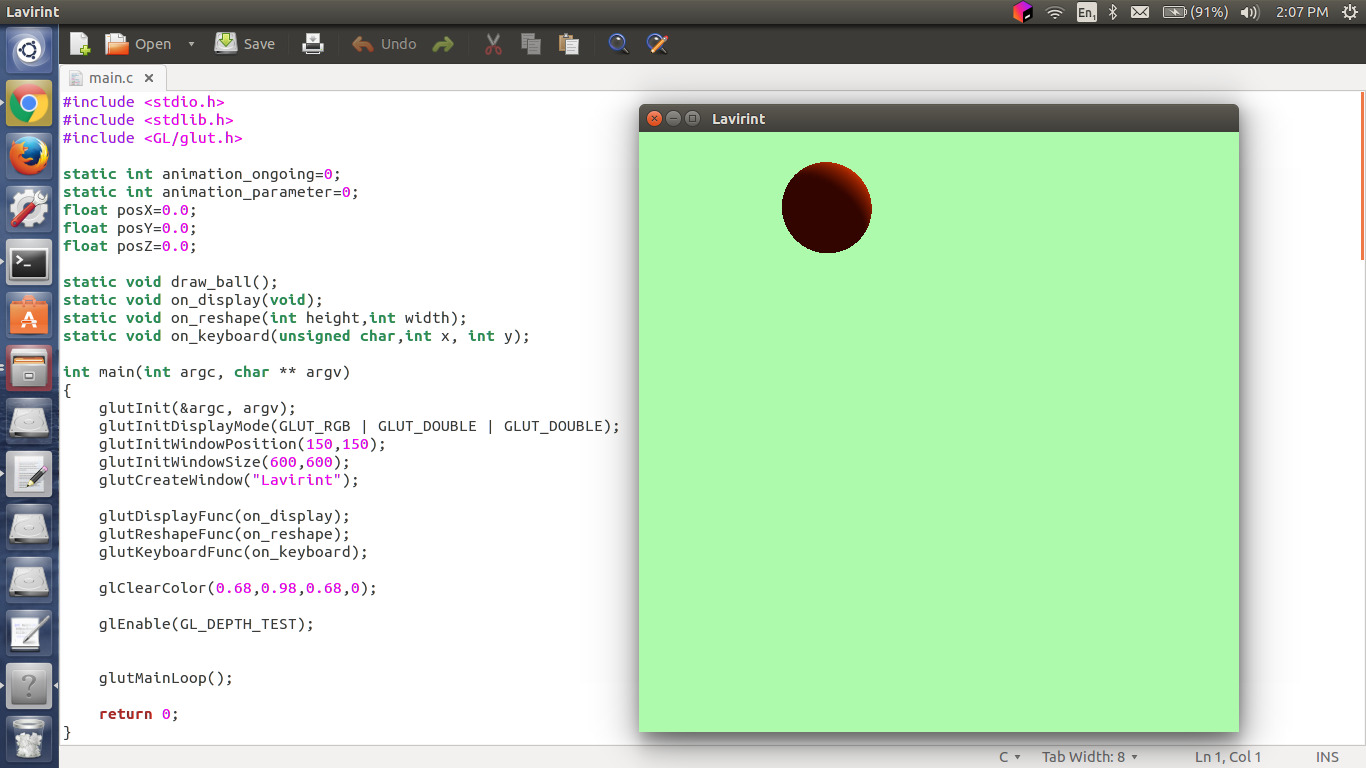 Lavirint
En1
(91%)
2:07 PM
Open
Save
Undo
main.c
#include <stdio.h>
#include <stdlib.h>
#include <GL/glut.h>
static int animation_ongoing=0;
static int animation_parameter=0;
float posX=0.0;
float posY=0.0;
float posZ=0.0;
static void draw_ball();
static void on_display(void);
static void on_reshape(int height,int width);
static void on_keyboard(unsigned char,int x, int y);
int main(int argc, char ** argv)
{
    glutInit(&argc, argv);
    glutInitDisplayMode(GLUT_RGB | GLUT_DOUBLE | GLUT_DOUBLE);
    glutInitWindowPosition(150,150);
    glutInitWindowSize(600,600);
    glutCreateWindow("Lavirint");
    glutDisplayFunc(on_display);
    glutReshapeFunc(on_reshape);
    glutKeyboardFunc(on_keyboard);
    glClearColor(0.68,0.98,0.68,0);
    glEnable(GL_DEPTH_TEST);
    glutMainLoop();
    return 0;
}
Lavirint
C
Tab Width: 8
Ln 1, Col 1
INS